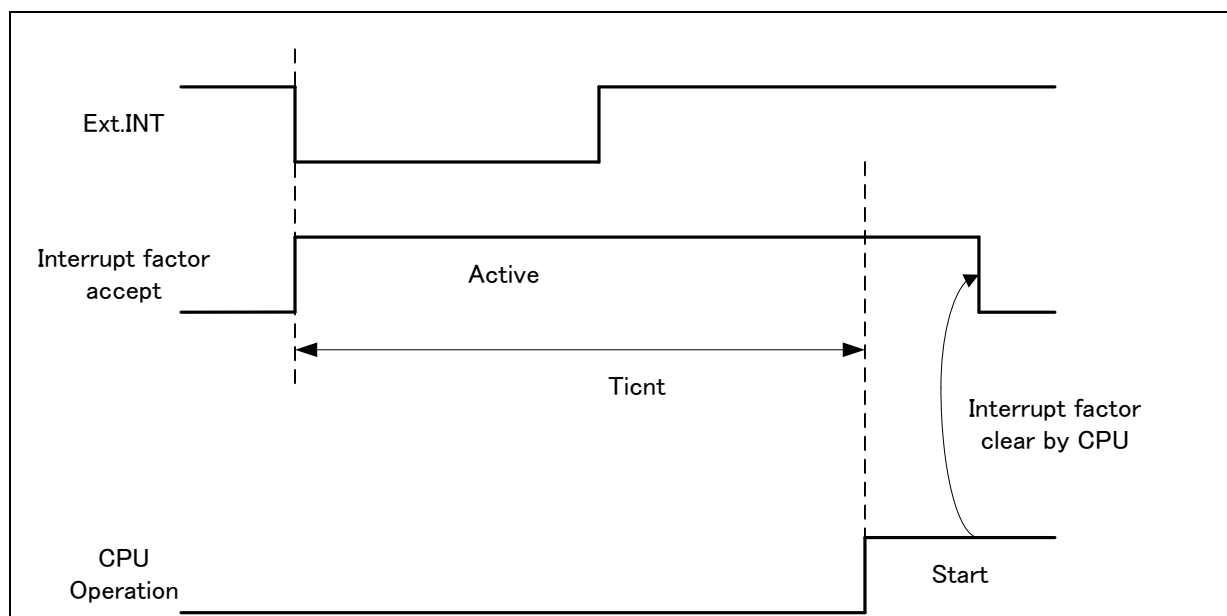 Ext.INT
Interrupt factor
accept
Active
Ticnt
Interrupt factor
clear by CPU
CPU
Operation
Start